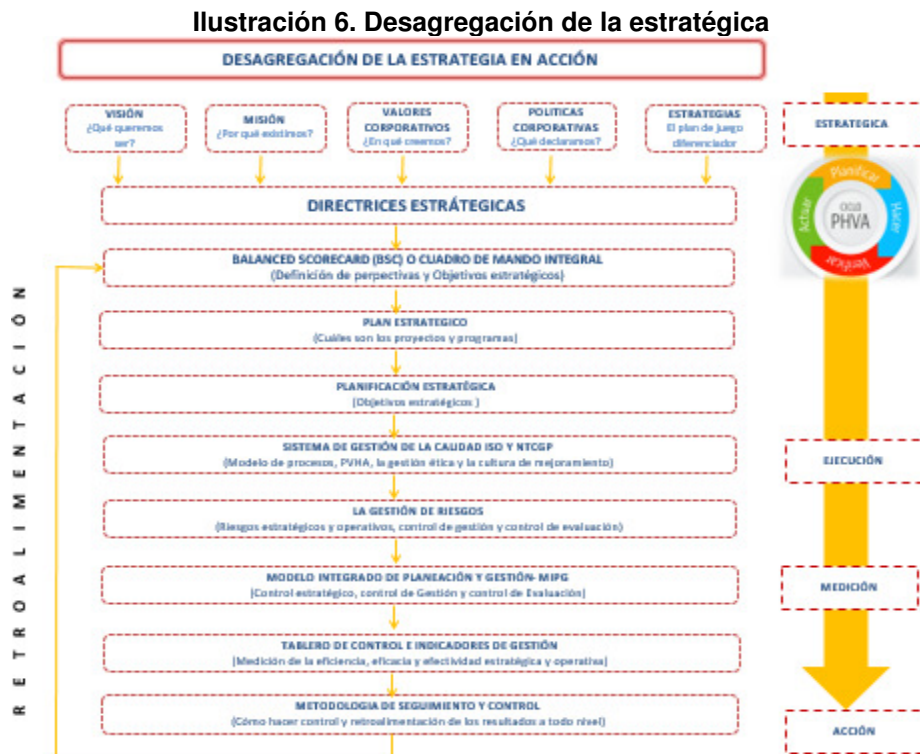 Ilustración 6. Desagregación de la estratégica
DESAGREGACIÓN DE LA ESTRATEGIA EN ACCIÓN
VISIÓN
¿Qué queremos
ser?
MISIÓN
¿Por qué existimos?
VALORES
CORPORATIVOS
¿En qué creemos?
POLITICAS
CORPORATIVAS
¿Qué declaramos?
ESTRATEGIAS
El plan de juego
diferenciador
ESTRATEGICA
DIRECTRICES ESTRÁTEGICAS
Planificar
Hacer
Verificar
Actuar
CICLO
PHVA
BALANCED SCORECARD (BSC) O CUADRO DE MANDO INTEGRAL
(Definición de perpectivas y Objetivos estratégicos)
PLAN ESTRATEGICO
(Cuáles son los proyectos y programas)
PLANIFICACIÓN ESTRATÉGICA
(Objetivos estratégicos )
SISTEMA DE GESTIÓN DE LA CALIDAD ISO Y NTCGP
(Modelo de procesos, PVHA, la gestión ética y la cultura de mejoramiento)
EJECUCIÓN
LA GESTIÓN DE RIESGOS
(Riesgos estratégicos y operativos, control de gestión y control de evaluación)
MODELO INTEGRADO DE PLANEACIÓN Y GESTIÓN- MIPG
(Control estratégico, control de Gestión y control de Evaluación)
MEDICIÓN
TABLERO DE CONTROL E INDICADORES DE GESTIÓN
(Medición de la eficiencia, eficacia y efectividad estratégica y operativa)
METODOLOGIA DE SEGUIMIENTO Y CONTROL
(Cómo hacer control y retroalimentación de los resultados a todo nivel)
ACCIÓN
RETROALIMENTACIÓN